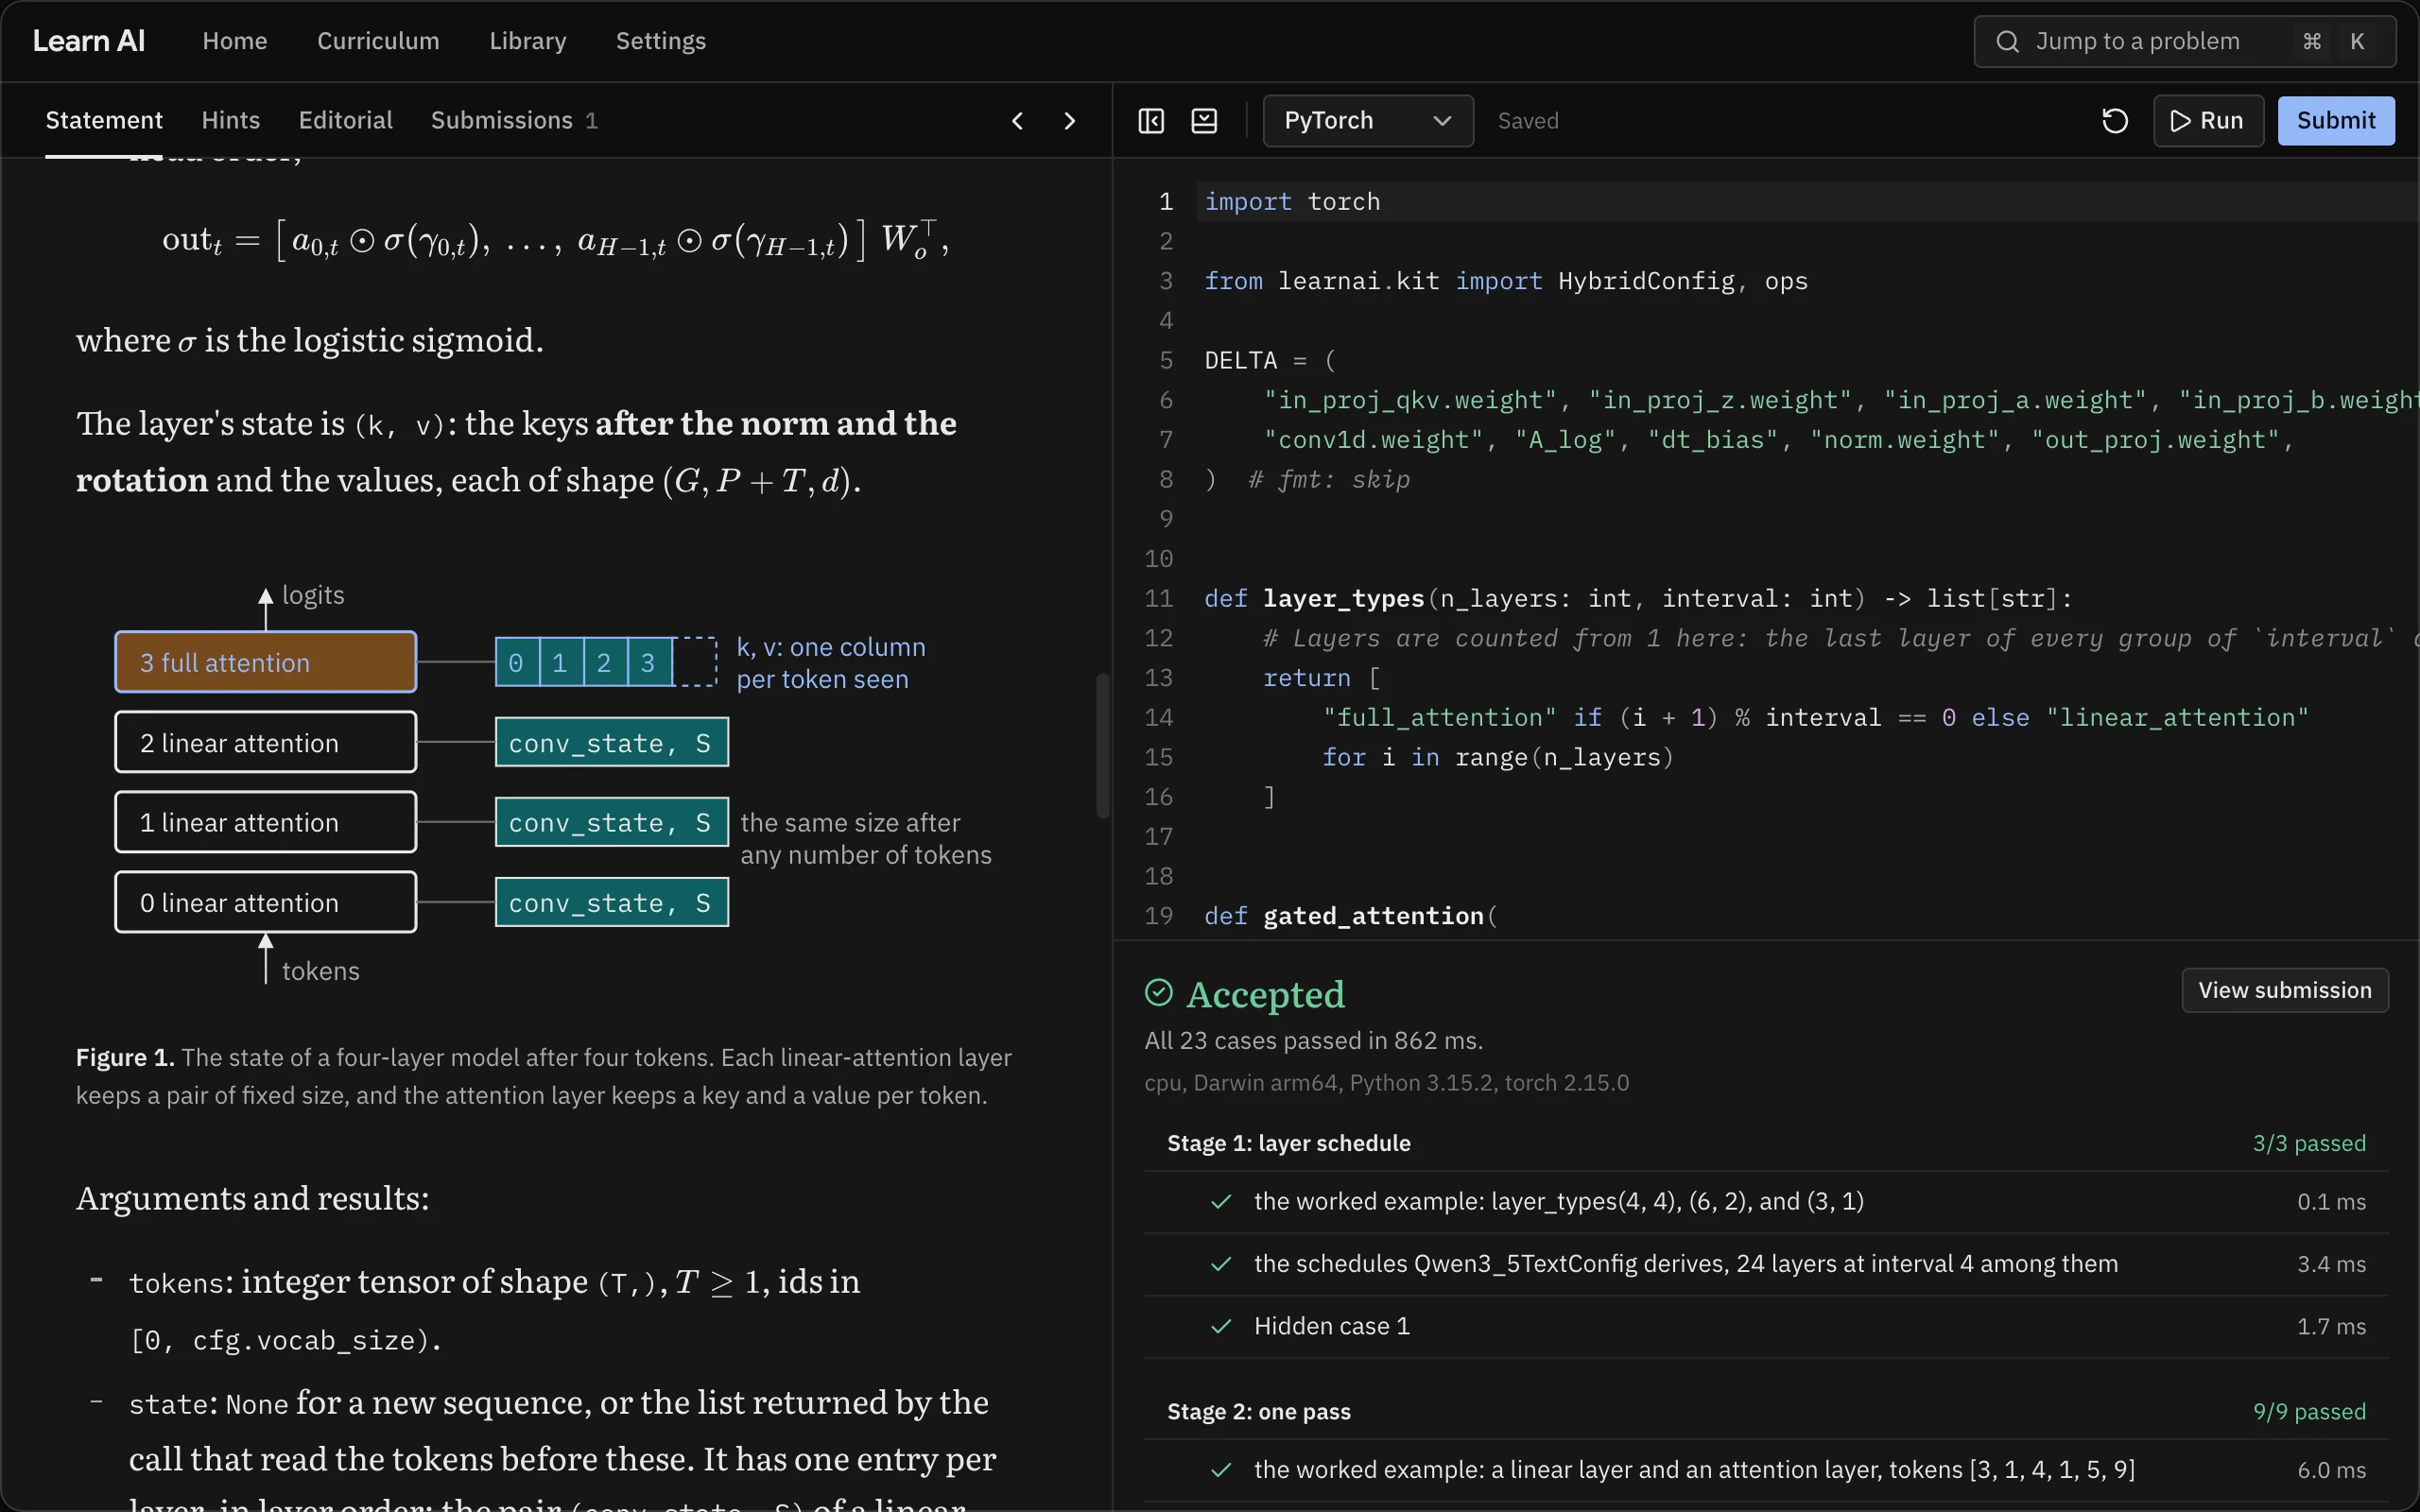 Learn AI Home Curriculum Library Settings Jump to a problem ⌘ K
Statement Hints Editorial Submissions 1
PyTorch Saved Run Submit
head order,
out_t = [a_{0,t} ⊙ σ(γ_{0,t}), …, a_{H−1,t} ⊙ σ(γ_{H−1,t})] W_o^⊤,
where σ is the logistic sigmoid.
The layer's state is (k, v): the keys after the norm and the
rotation and the values, each of shape (G, P + T, d).
logits
3 full attention
0 1 2 3
k, v: one column
per token seen
2 linear attention
conv_state, S
1 linear attention
conv_state, S
the same size after
any number of tokens
0 linear attention
conv_state, S
tokens
Figure 1. The state of a four-layer model after four tokens. Each linear-attention layer
keeps a pair of fixed size, and the attention layer keeps a key and a value per token.
Arguments and results:
- tokens: integer tensor of shape (T,), T ≥ 1, ids in
[0, cfg.vocab_size).
- state: None for a new sequence, or the list returned by the
call that read the tokens before these. It has one entry per
layer, in layer order: the pair (conv_state, S) of a linear
1 import torch
2
3 from learnai.kit import HybridConfig, ops
4
5 DELTA = (
6 "in_proj_qkv.weight", "in_proj_z.weight", "in_proj_a.weight", "in_proj_b.weight
7 "conv1d.weight", "A_log", "dt_bias", "norm.weight", "out_proj.weight",
8 ) # fmt: skip
9
10
11 def layer_types(n_layers: int, interval: int) -> list[str]:
12 # Layers are counted from 1 here: the last layer of every group of `interval`
13 return [
14 "full_attention" if (i + 1) % interval == 0 else "linear_attention"
15 for i in range(n_layers)
16 ]
17
18
19 def gated_attention(
Accepted View submission
All 23 cases passed in 862 ms.
cpu, Darwin arm64, Python 3.15.2, torch 2.15.0
Stage 1: layer schedule 3/3 passed
the worked example: layer_types(4, 4), (6, 2), and (3, 1) 0.1 ms
the schedules Qwen3_5TextConfig derives, 24 layers at interval 4 among them 3.4 ms
Hidden case 1 1.7 ms
Stage 2: one pass 9/9 passed
the worked example: a linear layer and an attention layer, tokens [3, 1, 4, 1, 5, 9] 6.0 ms